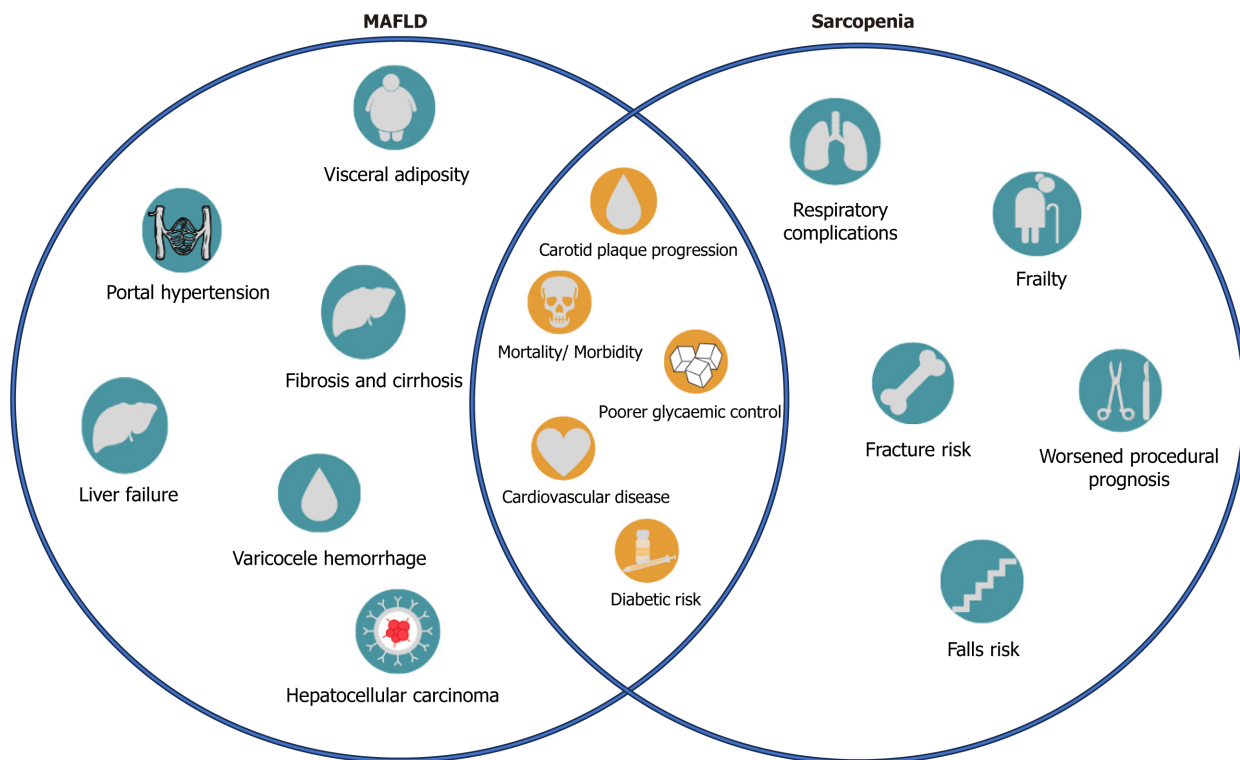 MAFLD
Sarcopenia
Visceral adiposity
Portal hypertension
Fibrosis and cirrhosis
Liver failure
Varicocele hemorrhage
Hepatocellular carcinoma
Carotid plaque progression
Mortality/ Morbidity
Poorer glycaemic control
Cardiovascular disease
Diabetic risk
Respiratory
complications
Frailty
Fracture risk
Worsened procedural
prognosis
Falls risk